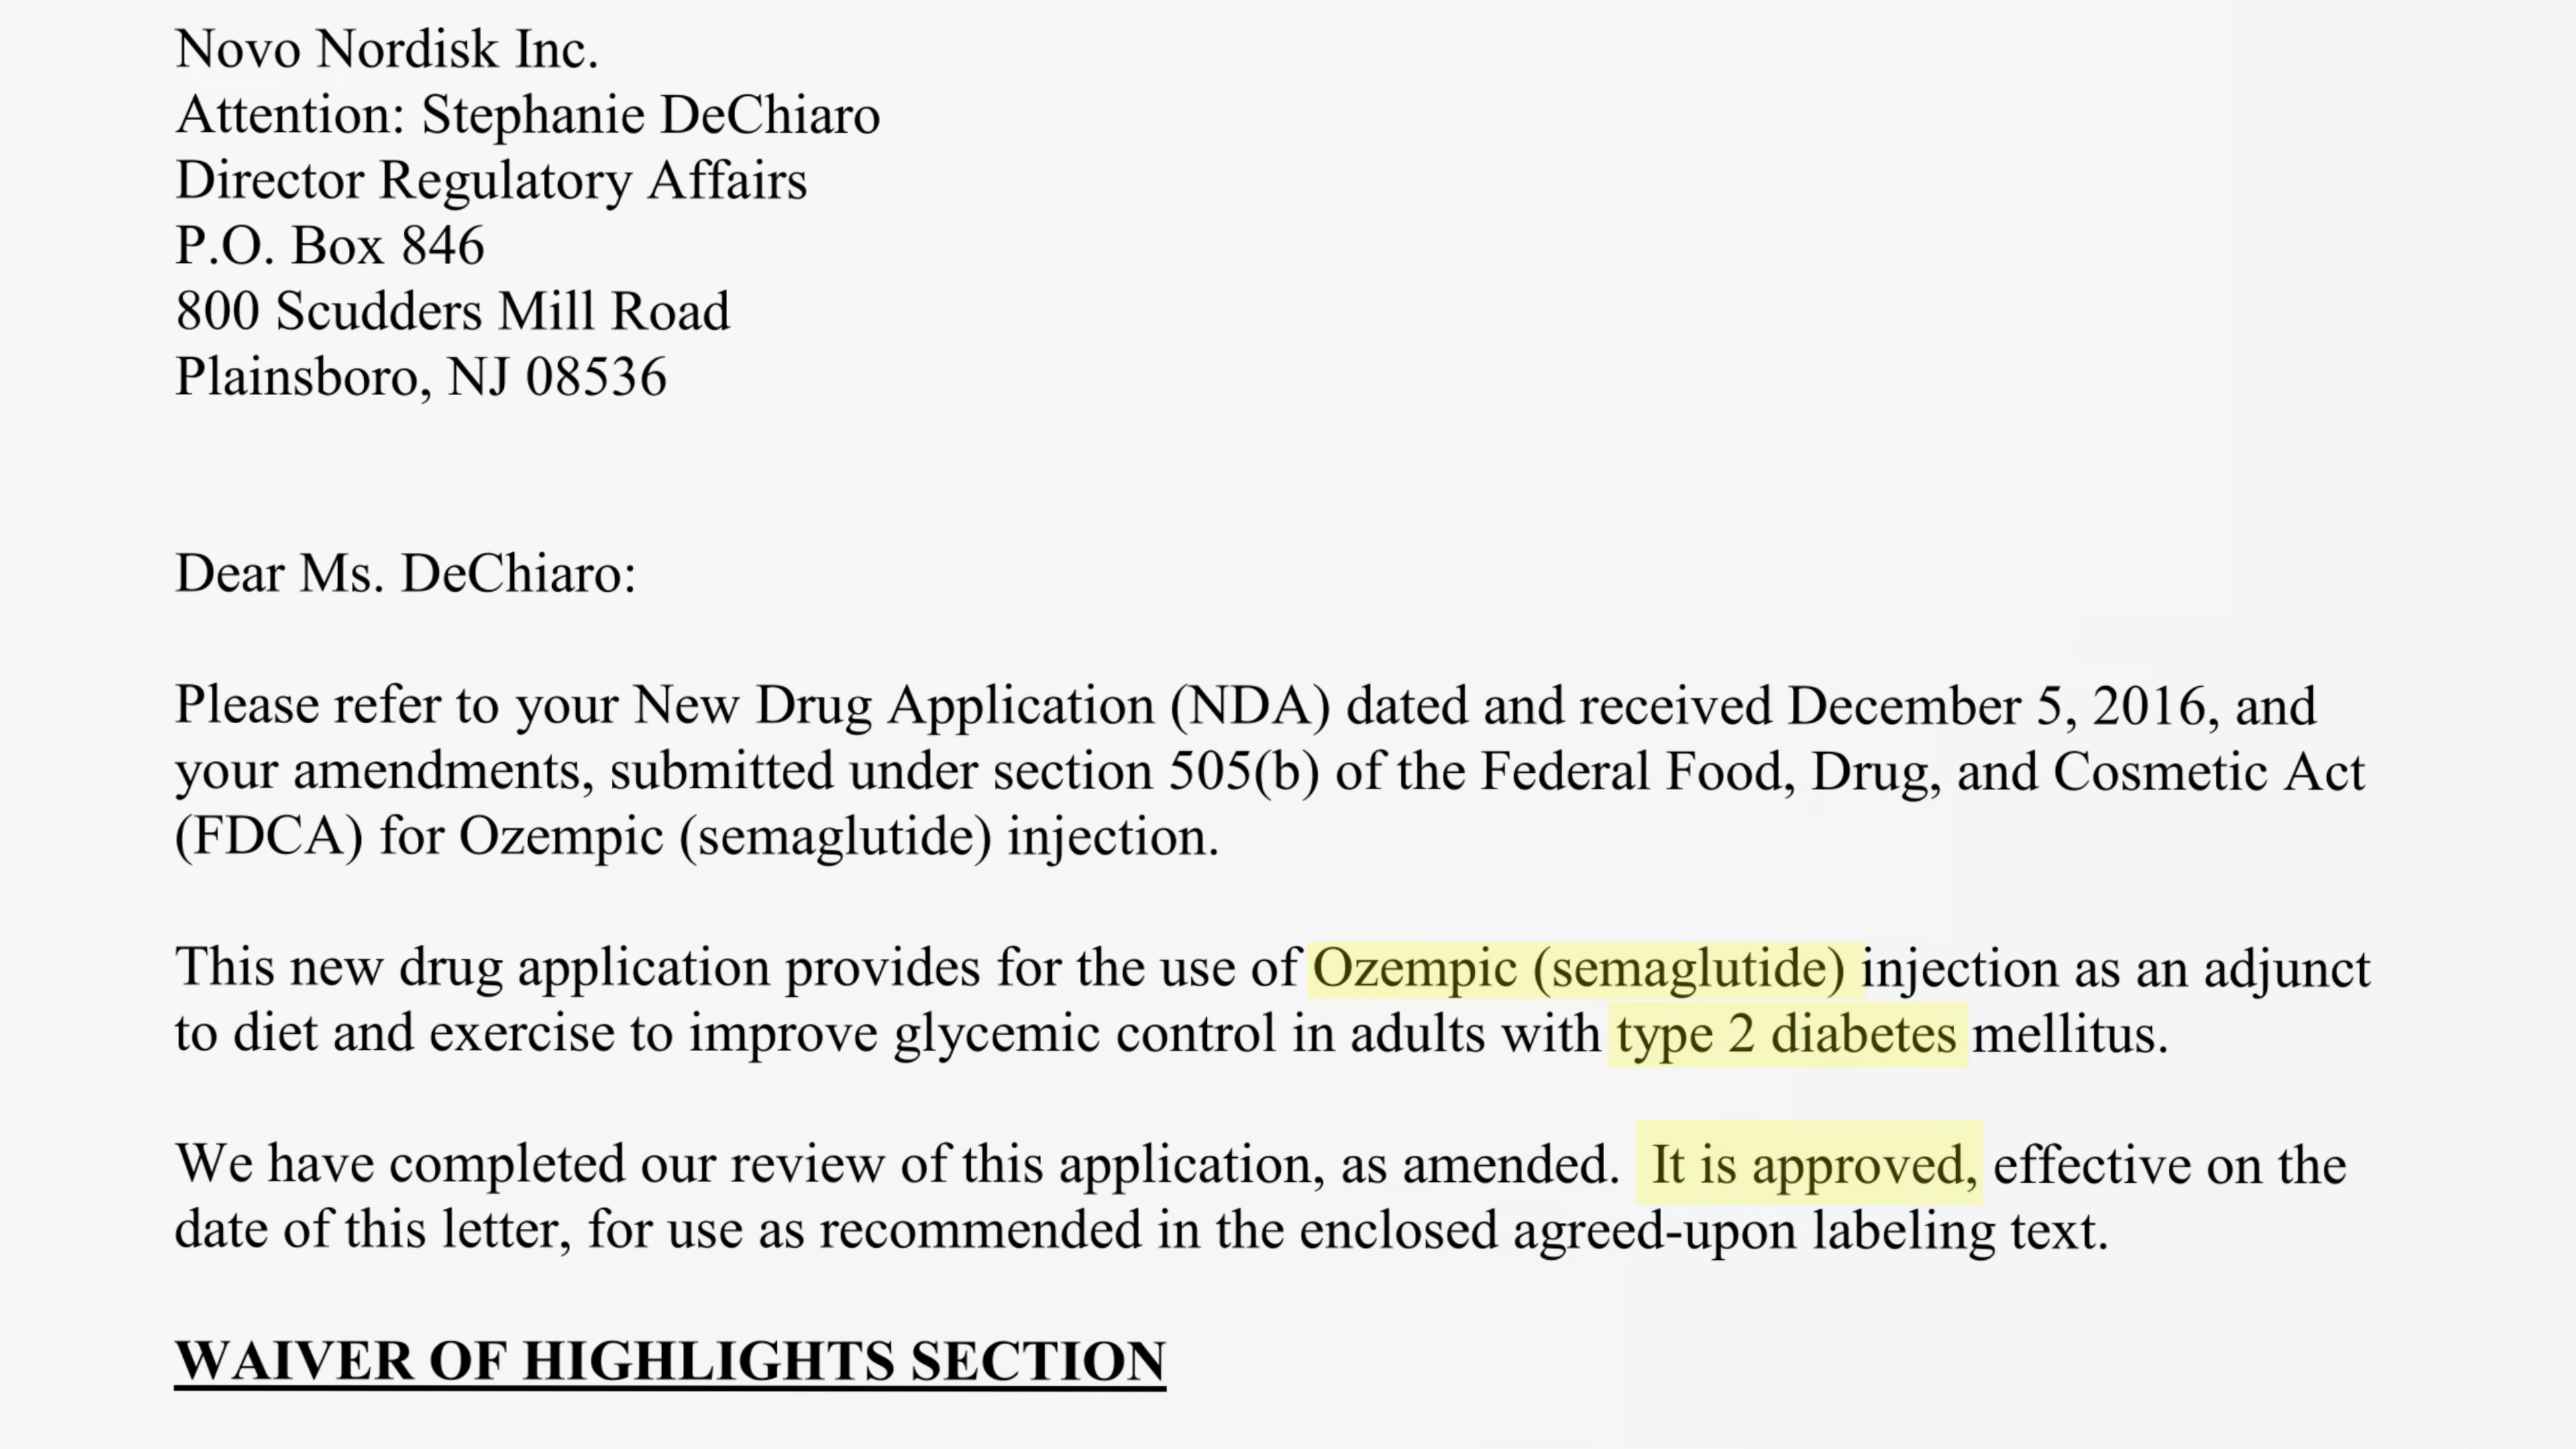 Novo Nordisk Inc.
Attention: Stephanie DeChiaro
Director Regulatory Affairs
P.O. Box 846
800 Scudders Mill Road
Plainsboro, NJ 08536
Dear Ms. DeChiaro:
Please refer to your New Drug Application (NDA) dated and received December 5, 2016, and
your amendments, submitted under section 505(b) of the Federal Food, Drug, and Cosmetic Act
(FDCA) for Ozempic (semaglutide) injection.
This new drug application provides for the use of Ozempic (semaglutide) injection as an adjunct
to diet and exercise to improve glycemic control in adults with type 2 diabetes mellitus.
We have completed our review of this application, as amended.  It is approved, effective on the
date of this letter, for use as recommended in the enclosed agreed-upon labeling text.
WAIVER OF HIGHLIGHTS SECTION